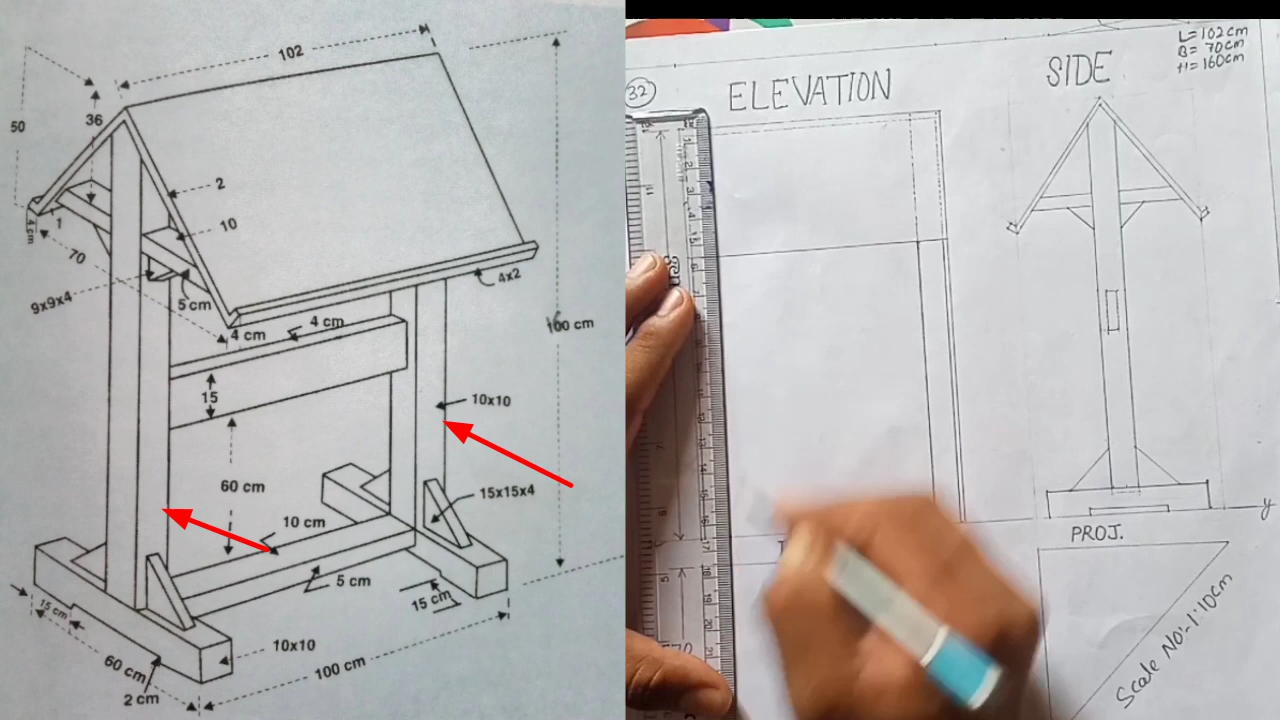 102
50
36
2
10
1
4 cm
70
9x9x4
5 cm
4x2
4 cm
4 cm
160 cm
15
10x10
60 cm
15x15x4
10 cm
5 cm
15 cm
15 cm
10x10
60 cm
100 cm
2 cm
L=102cm
B= 70cm
H=160cm
32
ELEVATION
SIDE
y
PROJ.
Scale NO:-1:10cm